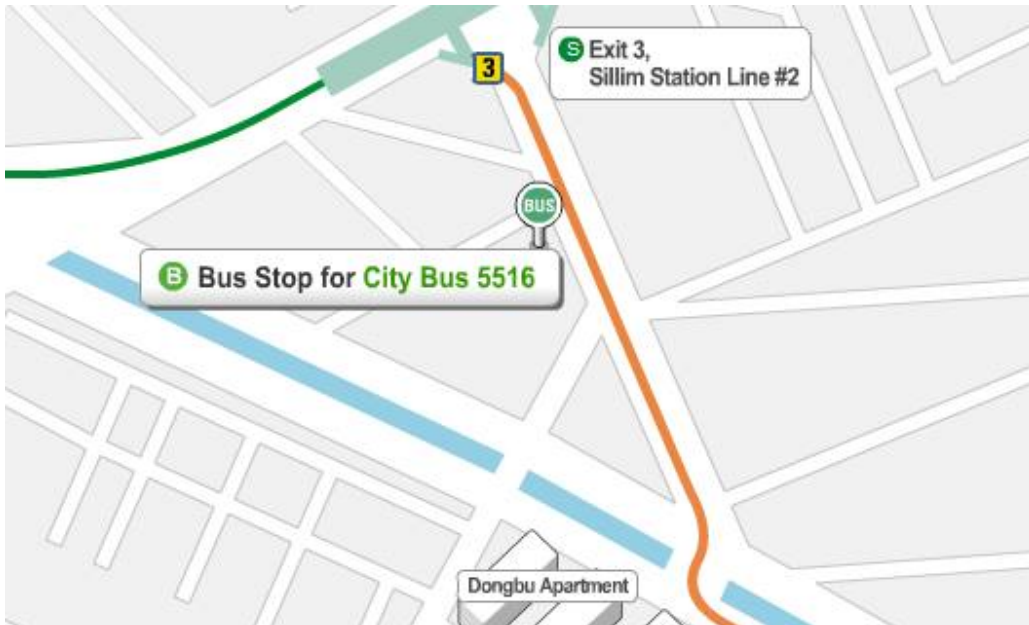 S Exit 3,
Sillim Station Line #2
3
BUS
B Bus Stop for City Bus 5516
Dongbu Apartment